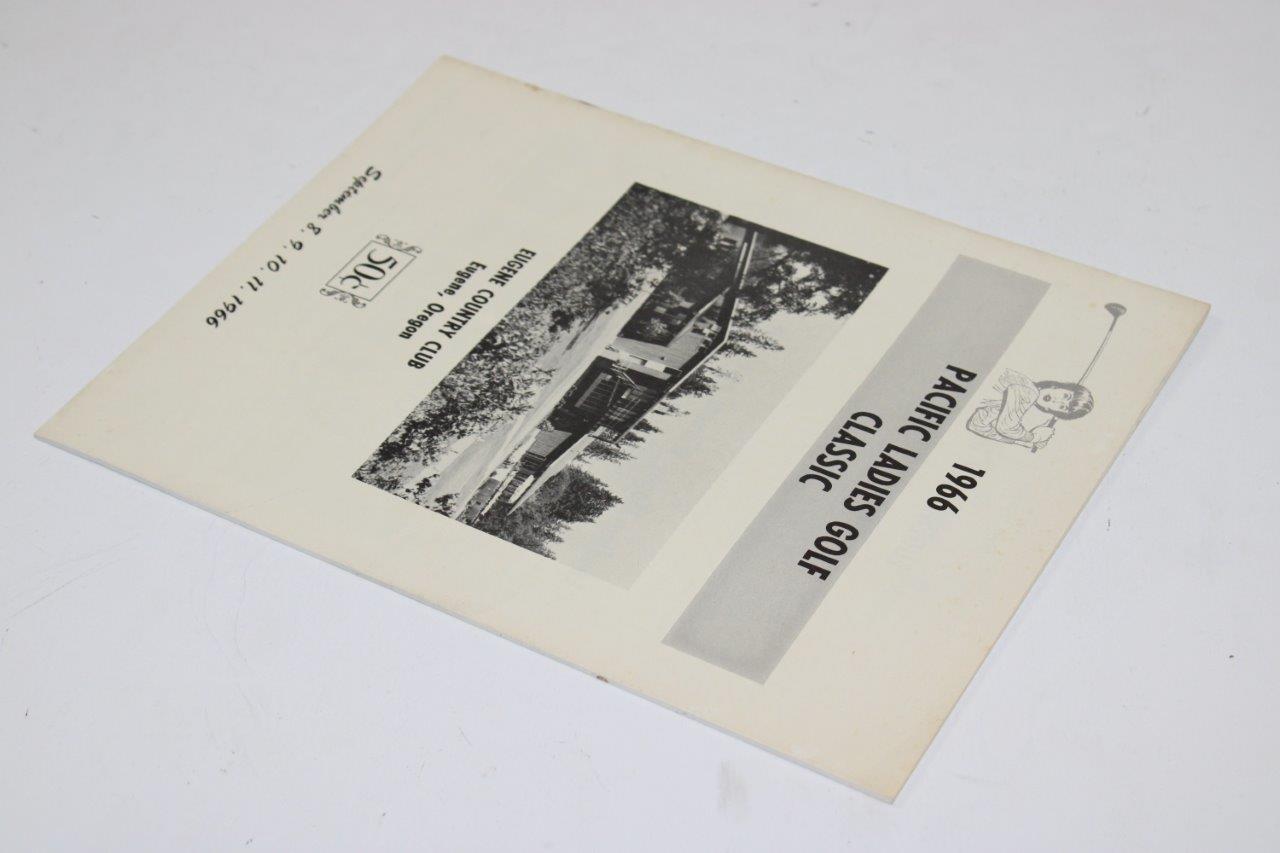 1966
PACIFIC LADIES GOLF
CLASSIC
EUGENE COUNTRY CLUB
Eugene, Oregon
50¢
September 8. 9. 10. 11. 1966